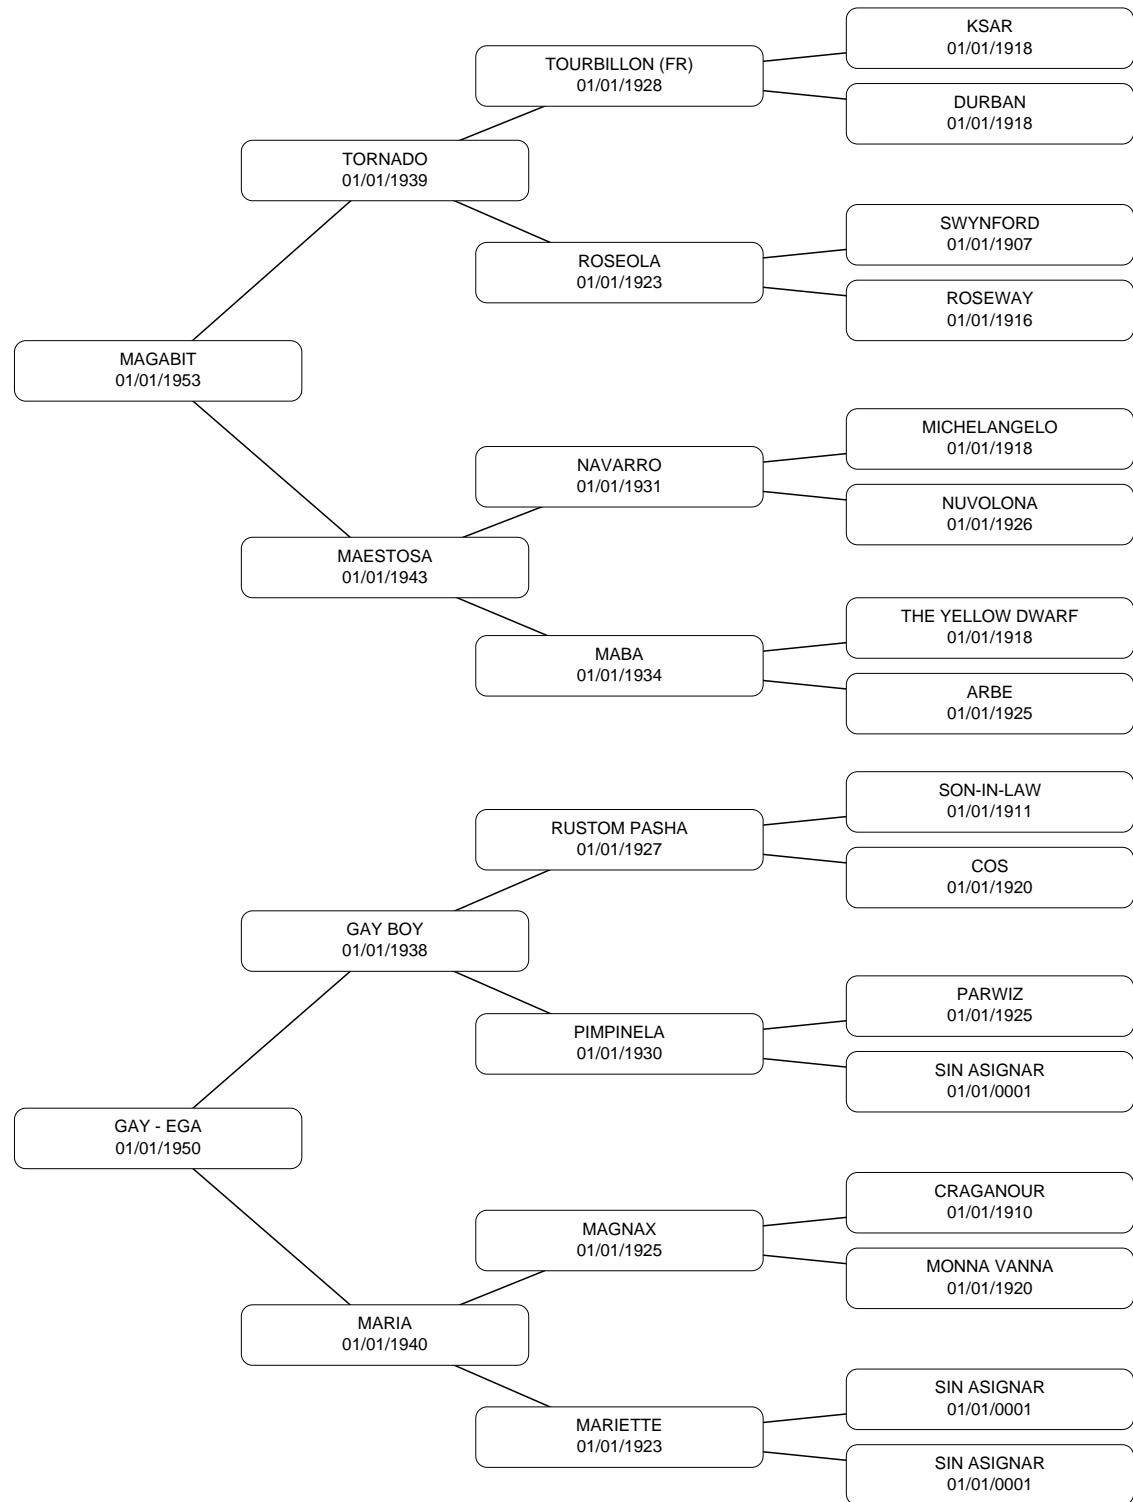 KSAR
01/01/1918
TOURBILLON (FR)
01/01/1928
DURBAN
01/01/1918
TORNADO
01/01/1939
SWYNFORD
01/01/1907
ROSEOLA
01/01/1923
ROSEWAY
01/01/1916
MAGABIT
01/01/1953
MICHELANGELO
01/01/1918
NAVARRO
01/01/1931
NUVOLONA
01/01/1926
MAESTOSA
01/01/1943
THE YELLOW DWARF
01/01/1918
MABA
01/01/1934
ARBE
01/01/1925
SON-IN-LAW
01/01/1911
RUSTOM PASHA
01/01/1927
COS
01/01/1920
GAY BOY
01/01/1938
PARWIZ
01/01/1925
PIMPINELA
01/01/1930
SIN ASIGNAR
01/01/0001
GAY - EGA
01/01/1950
CRAGANOUR
01/01/1910
MAGNAX
01/01/1925
MONNA VANNA
01/01/1920
MARIA
01/01/1940
SIN ASIGNAR
01/01/0001
MARIETTE
01/01/1923
SIN ASIGNAR
01/01/0001